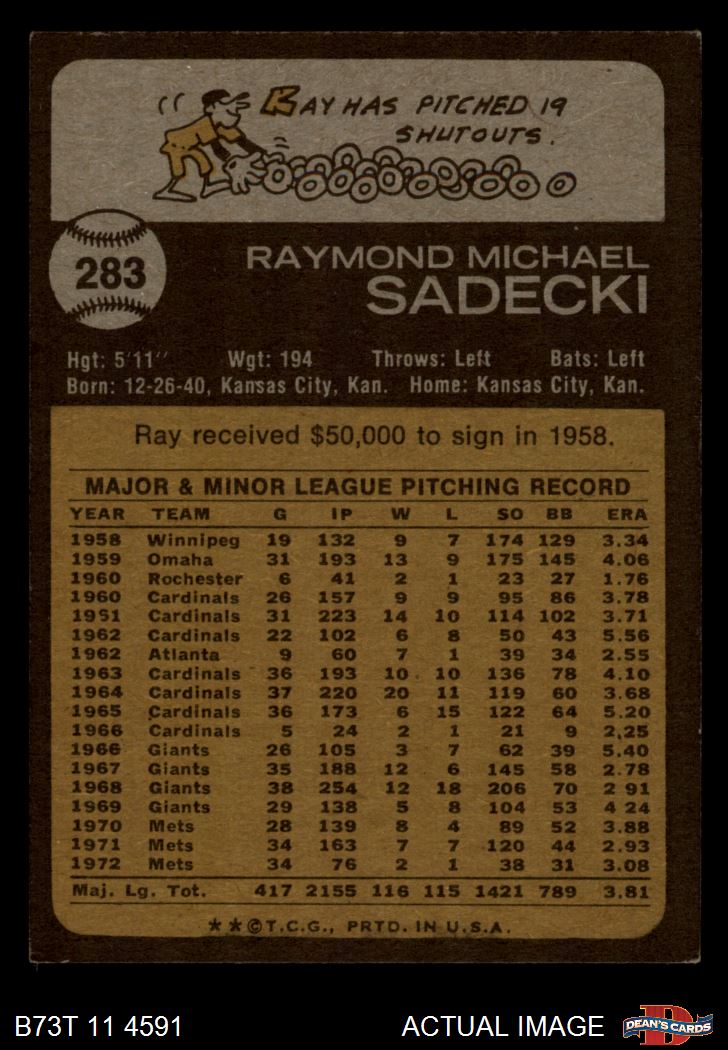 RAY HAS PITCHED 19
SHUTOUTS.
283
RAYMOND MICHAEL
SADECKI
Hgt: 5'11" Wgt: 194 Throws: Left Bats: Left
Born: 12-26-40, Kansas City, Kan. Home: Kansas City, Kan.
Ray received $50,000 to sign in 1958.
MAJOR & MINOR LEAGUE PITCHING RECORD
YEAR TEAM G IP W L SO BB ERA
1958 Winnipeg 19 132 9 7 174 129 3.34
1959 Omaha 31 193 13 9 175 145 4.06
1960 Rochester 6 41 2 1 23 27 1.76
1960 Cardinals 26 157 9 9 95 86 3.78
1961 Cardinals 31 223 14 10 114 102 3.71
1962 Cardinals 22 102 6 8 50 43 5.56
1962 Atlanta 9 60 7 1 39 34 2.55
1963 Cardinals 36 193 10 10 136 78 4.10
1964 Cardinals 37 220 20 11 119 60 3.68
1965 Cardinals 36 173 6 15 122 64 5.20
1966 Cardinals 5 24 2 1 21 9 2.25
1966 Giants 26 105 3 7 62 39 5.40
1967 Giants 35 188 12 6 145 58 2.78
1968 Giants 38 254 12 18 206 70 2 91
1969 Giants 29 138 5 8 104 53 4 24
1970 Mets 28 139 8 4 89 52 3.88
1971 Mets 34 163 7 7 120 44 2.93
1972 Mets 34 76 2 1 38 31 3.08
Maj. Lg. Tot. 417 2155 116 115 1421 789 3.81
★★©T.C.G., PRTD. IN U.S.A.
B73T 11 4591 ACTUAL IMAGE
D
DEAN'S CARDS